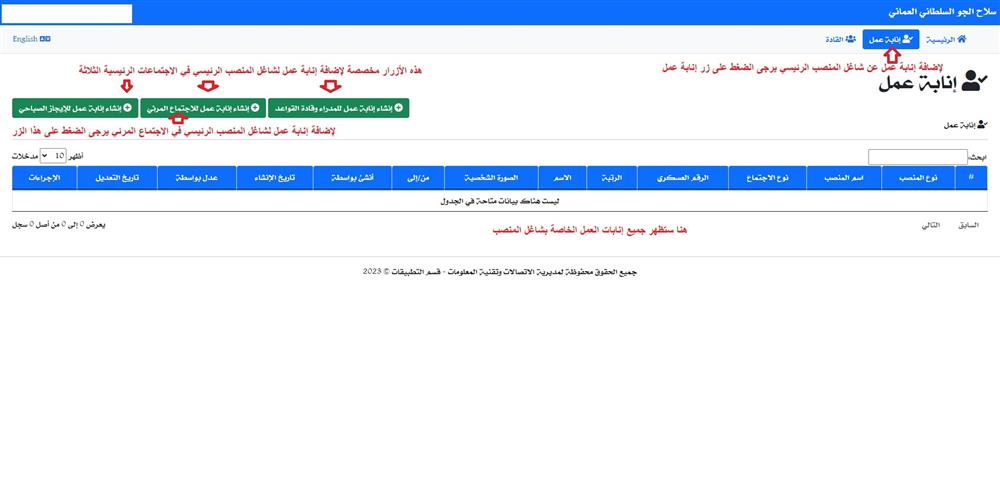 سلاح الجو السلطاني العماني
الرئيسية
إنابة عمل
القادة
English
لإضافة إنابة عمل عن شاغل المنصب الرئيسي يرجى الضغط على زر إنابة عمل
هذه الأزرار مخصصة لإضافة إنابة عمل لشاغل المنصب الرئيسي في الاجتماعات الرئيسية الثلاثة
إنابة عمل
إنشاء إنابة عمل للمدراء وقادة القواعد
إنشاء إنابة عمل للاجتماع المرئي
إنشاء إنابة عمل للإيجاز الصباحي
إنابة عمل
لإضافة إنابة عمل لشاغل المنصب الرئيسي في الاجتماع المرئي يرجى الضغط على هذا الزر
ابحث:
أظهر 10 مدخلات
# نوع المنصب اسم المنصب نوع الاجتماع الرقم العسكري الرتبة الاسم الصورة الشخصية من/إلى أنشئ بواسطة تاريخ الإنشاء عدل بواسطة تاريخ التعديل الإجراءات
ليست هناك بيانات متاحة في الجدول
السابق التالي
يعرض 0 إلى 0 من أصل 0 سجل
هنا ستظهر جميع إنابات العمل الخاصة بشاغل المنصب
جميع الحقوق محفوظة لمديرية الاتصالات وتقنية المعلومات - قسم التطبيقات © 2023